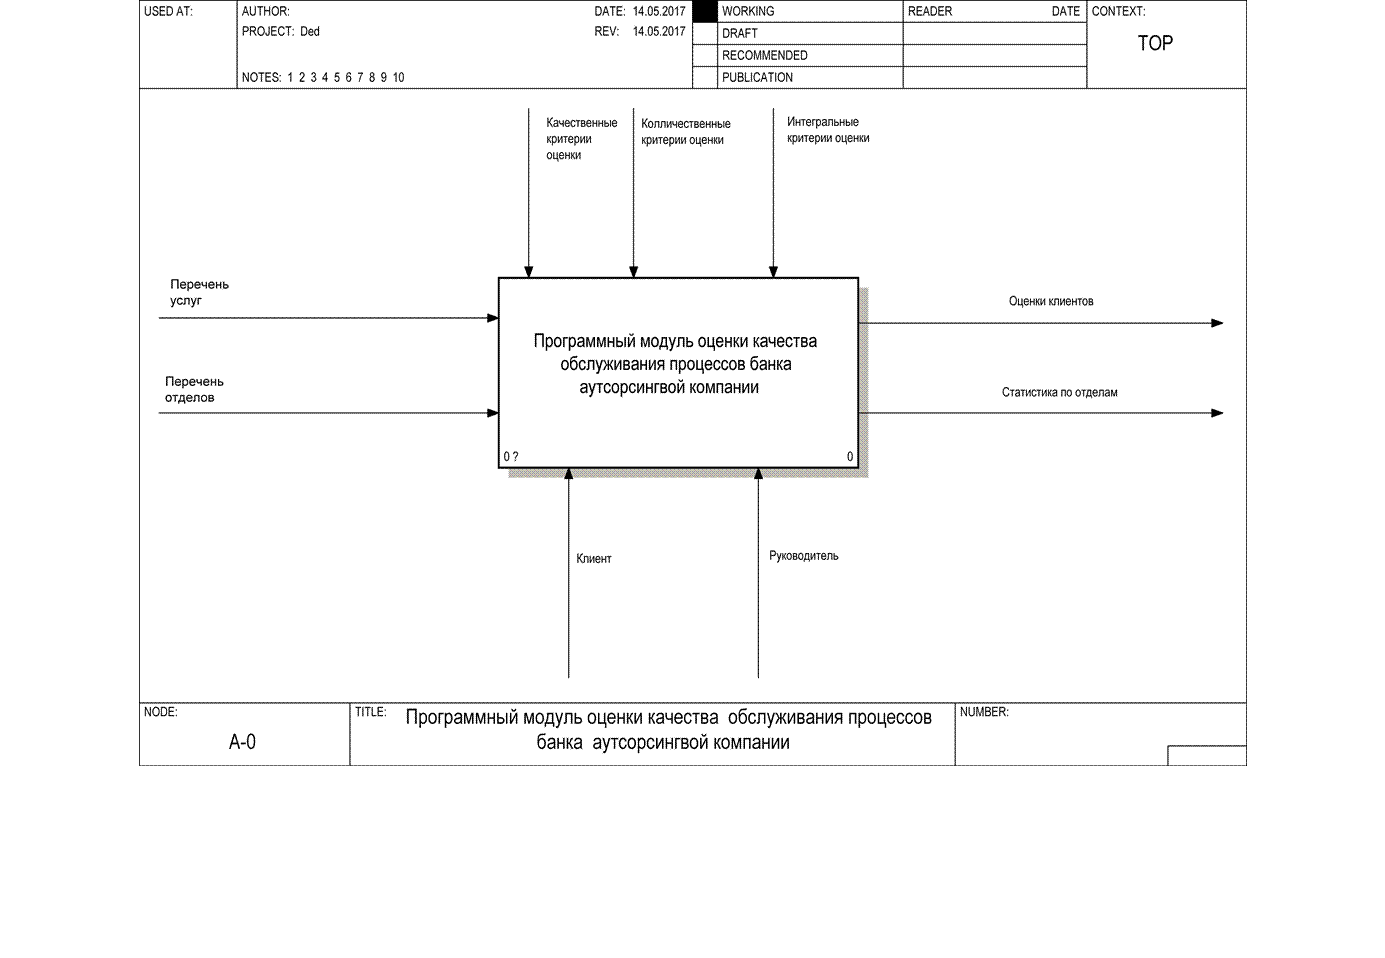 USED AT:
AUTHOR:
DATE: 14.05.2017
PROJECT: Ded
REV: 14.05.2017
NOTES: 1 2 3 4 5 6 7 8 9 10
WORKING
DRAFT
RECOMMENDED
PUBLICATION
READER
DATE
CONTEXT:
TOP
Качественные
критерии
оценки
Колличественные
критерии оценки
Интегральные
критерии оценки
Перечень
услуг
Перечень
отделов
Программный модуль оценки качества
обслуживания процессов банка
аутсорсингвой компании
0 ?
0
Оценки клиентов
Статистика по отделам
Клиент
Руководитель
NODE:
A-0
TITLE:
Программный модуль оценки качества обслуживания процессов
банка аутсорсингвой компании
NUMBER: